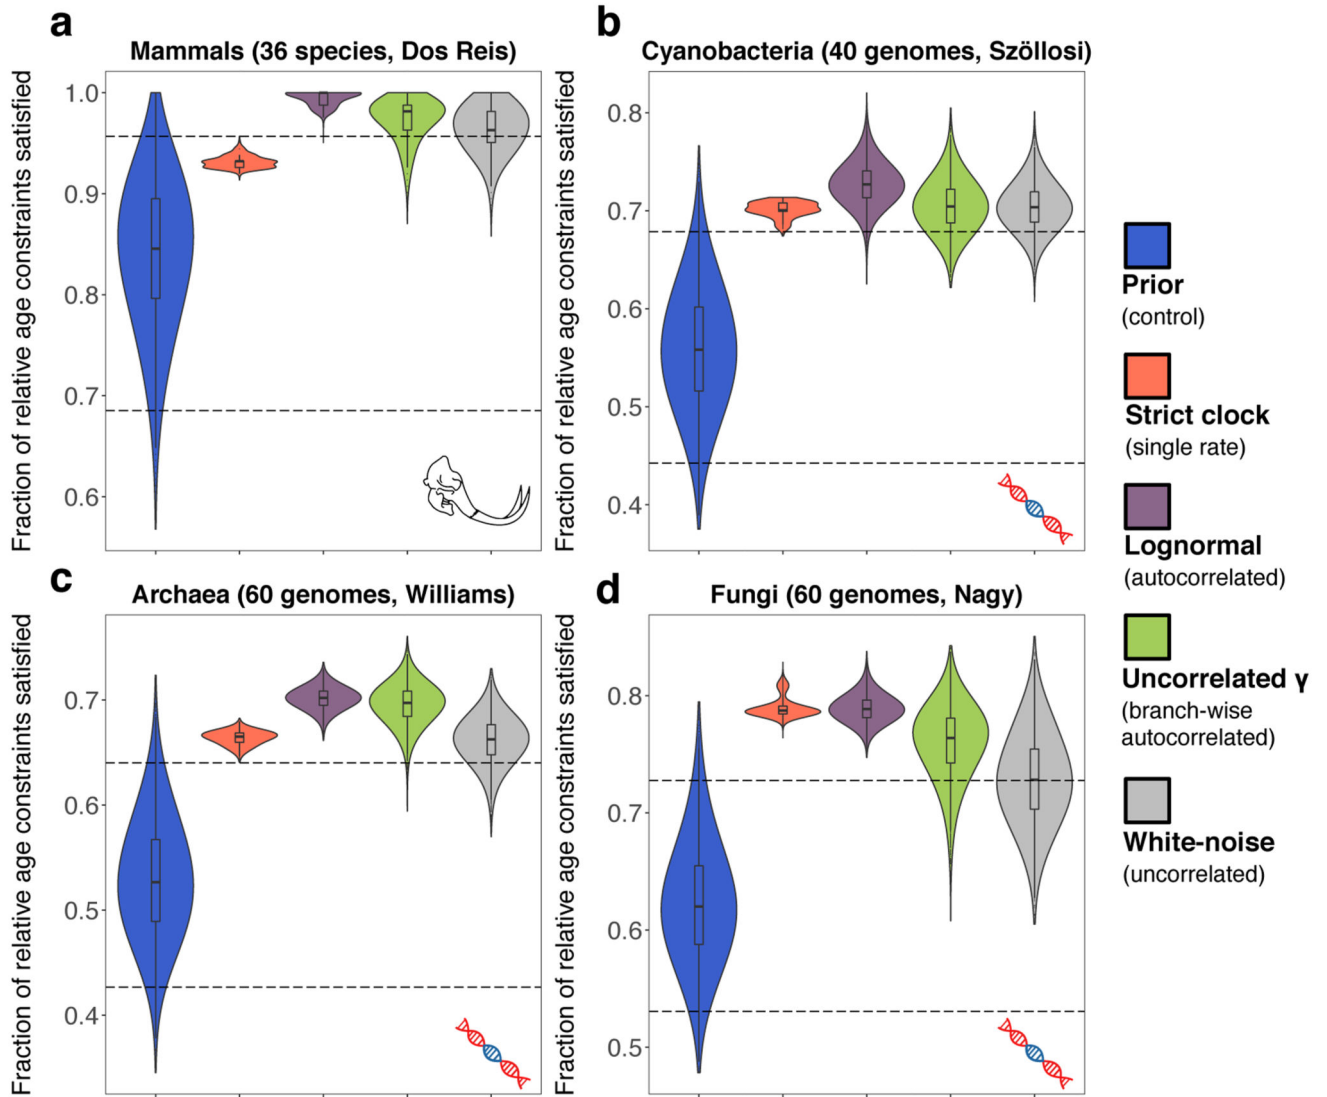 a
Mammals (36 species, Dos Reis)
Fraction of relative age constraints satisfied
1.0
0.9
0.8
0.7
0.6
b
Cyanobacteria (40 genomes, Szöllosi)
Fraction of relative age constraints satisfied
0.8
0.7
0.6
0.5
0.4
c
Archaea (60 genomes, Williams)
Fraction of relative age constraints satisfied
0.7
0.6
0.5
0.4
d
Fungi (60 genomes, Nagy)
Fraction of relative age constraints satisfied
0.8
0.7
0.6
0.5
Prior
(control)
Strict clock
(single rate)
Lognormal
(autocorrelated)
Uncorrelated γ
(branch-wise
autocorrelated)
White-noise
(uncorrelated)